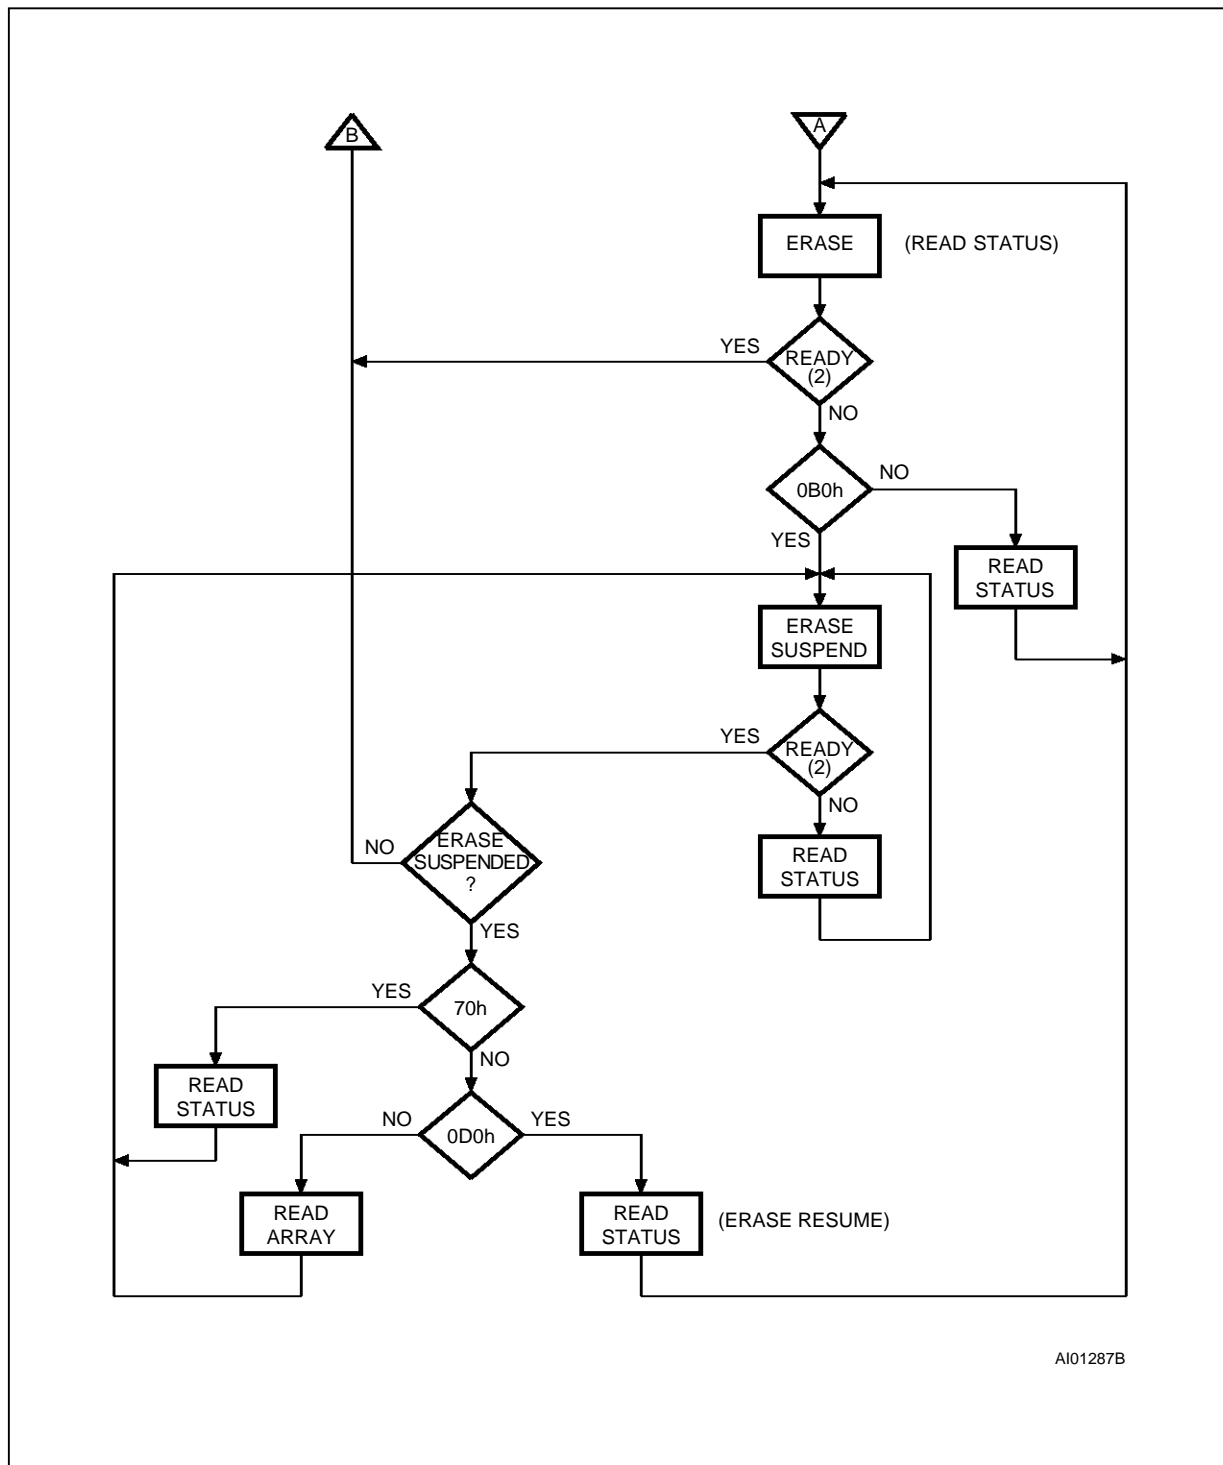 B
A
ERASE
(READ STATUS)
YES
READY
(2)
NO
0B0h
NO
YES
READ
STATUS
ERASE
SUSPEND
YES
READY
(2)
NO
READ
STATUS
NO
ERASE
SUSPENDED
?
YES
YES
70h
NO
READ
STATUS
NO
0D0h
YES
READ
ARRAY
READ
STATUS
(ERASE RESUME)
AI01287B